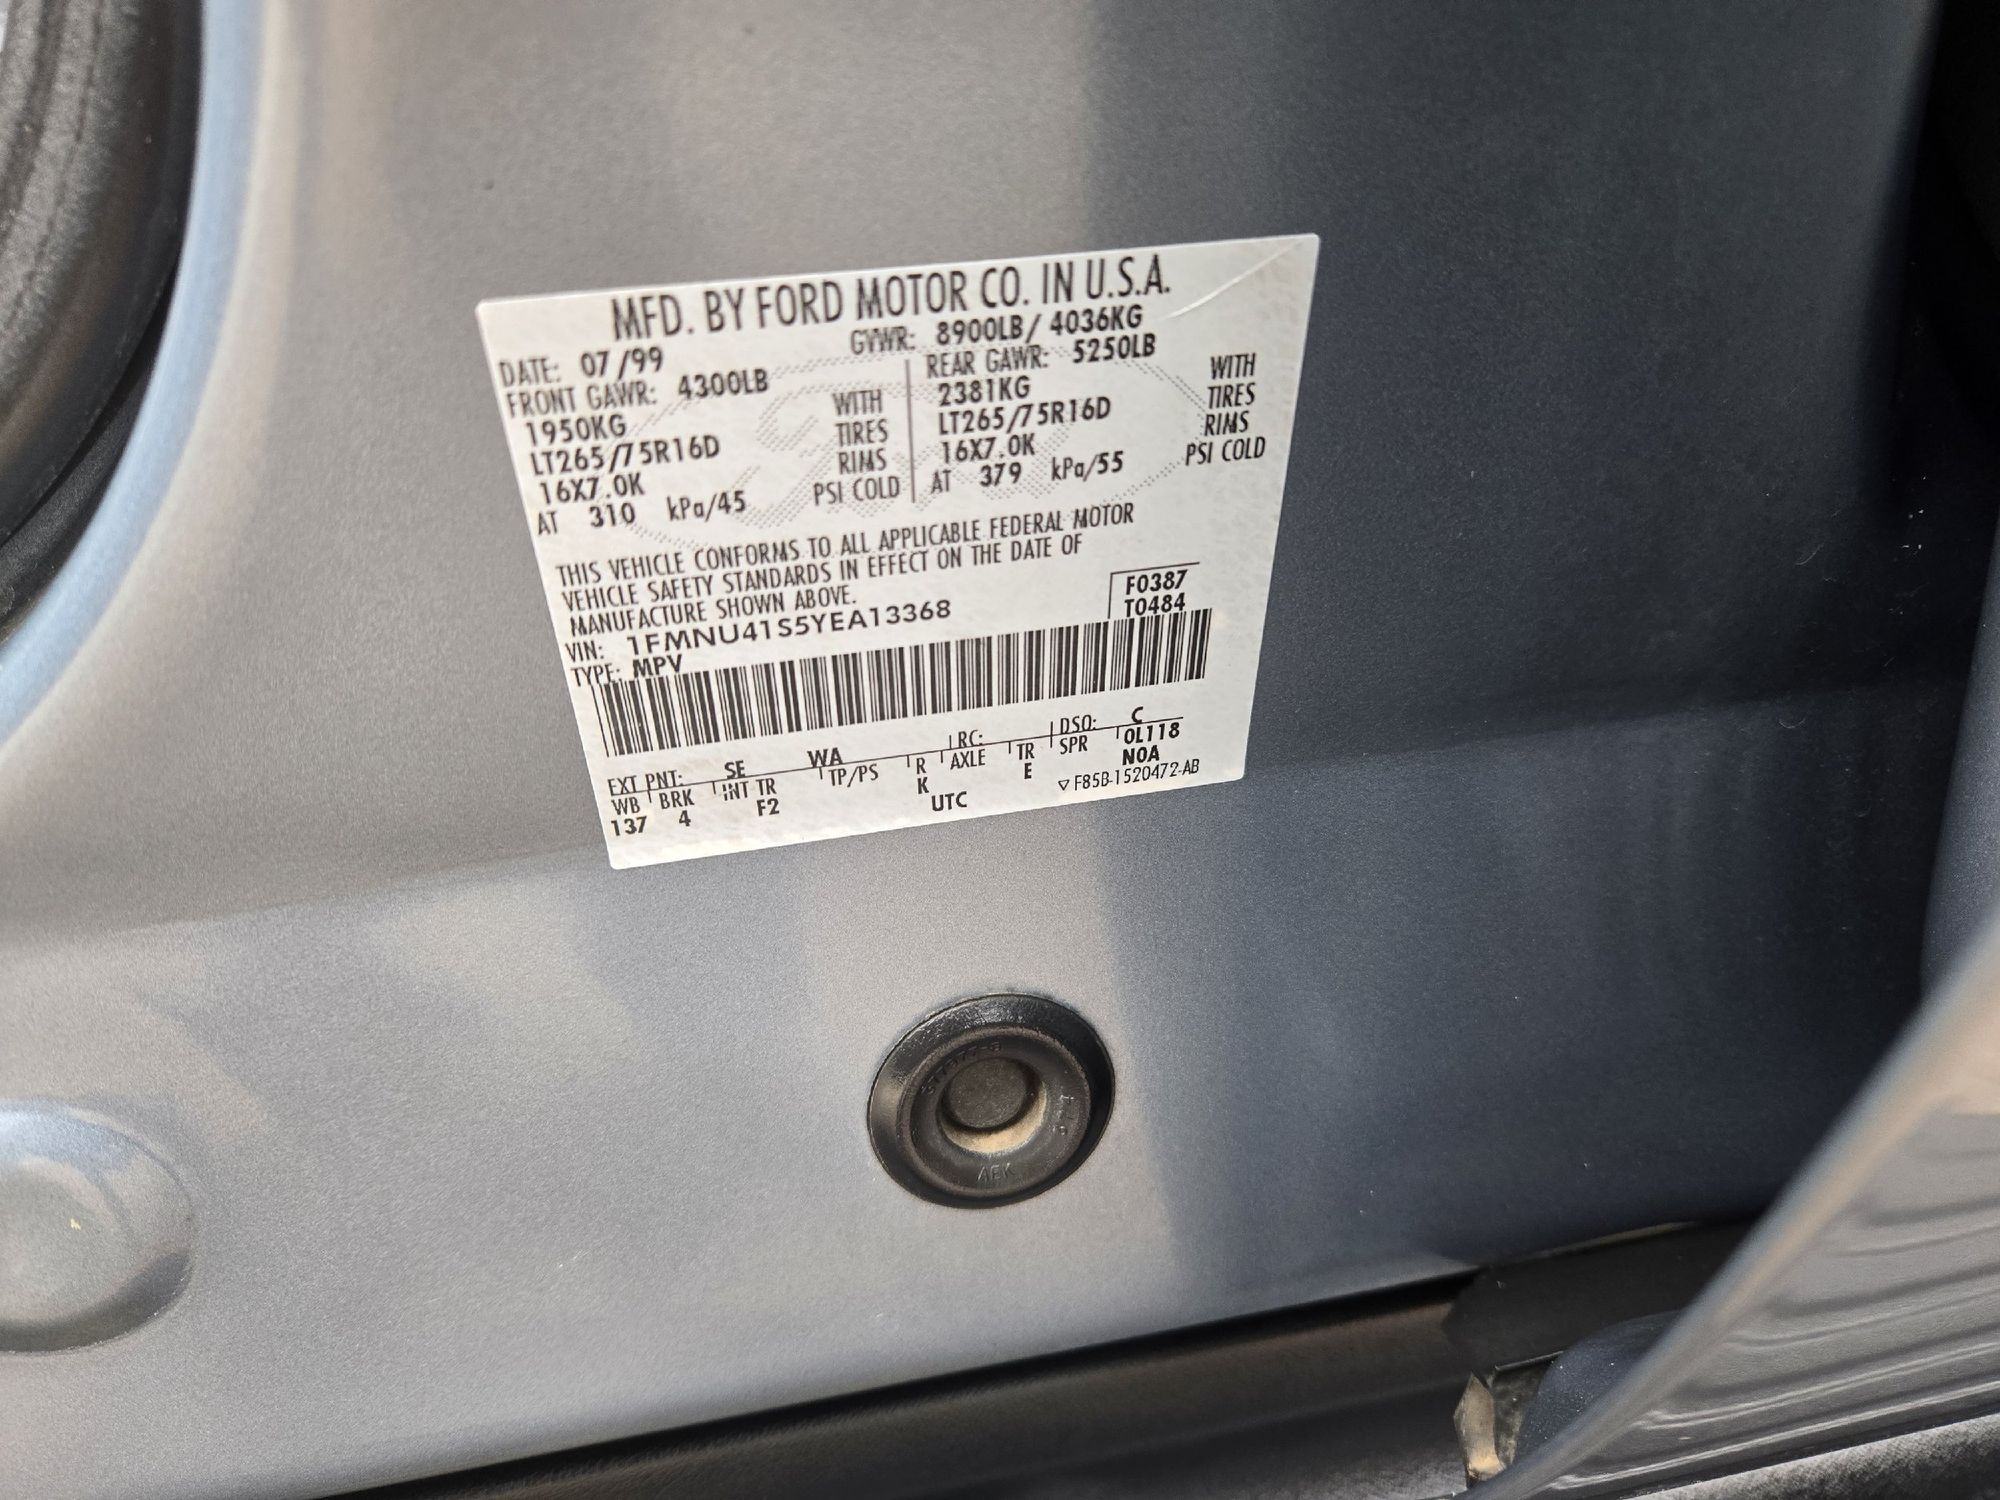 MFD. BY FORD MOTOR CO. IN U.S.A.
DATE: 07/99 GVWR: 8900LB/ 4036KG
FRONT GAWR: 4300LB REAR GAWR: 5250LB
1950KG WITH 2381KG WITH
LT265/75R16D TIRES LT265/75R16D TIRES
16X7.0K RIMS 16X7.0K RIMS
AT 310 kPa/45 PSI COLD AT 379 kPa/55 PSI COLD
THIS VEHICLE CONFORMS TO ALL APPLICABLE FEDERAL MOTOR
VEHICLE SAFETY STANDARDS IN EFFECT ON THE DATE OF
MANUFACTURE SHOWN ABOVE.
F0387
VIN: 1FMNU41S5YEA13368 T0484
TYPE: MPV
EXT PNT: SE WA RC: DSO: C
WB BRK INT TR TP/PS R AXLE TR SPR 0L118
137 4 F2 K E N0A
UTC ▽F85B-1520472-AB
AEK